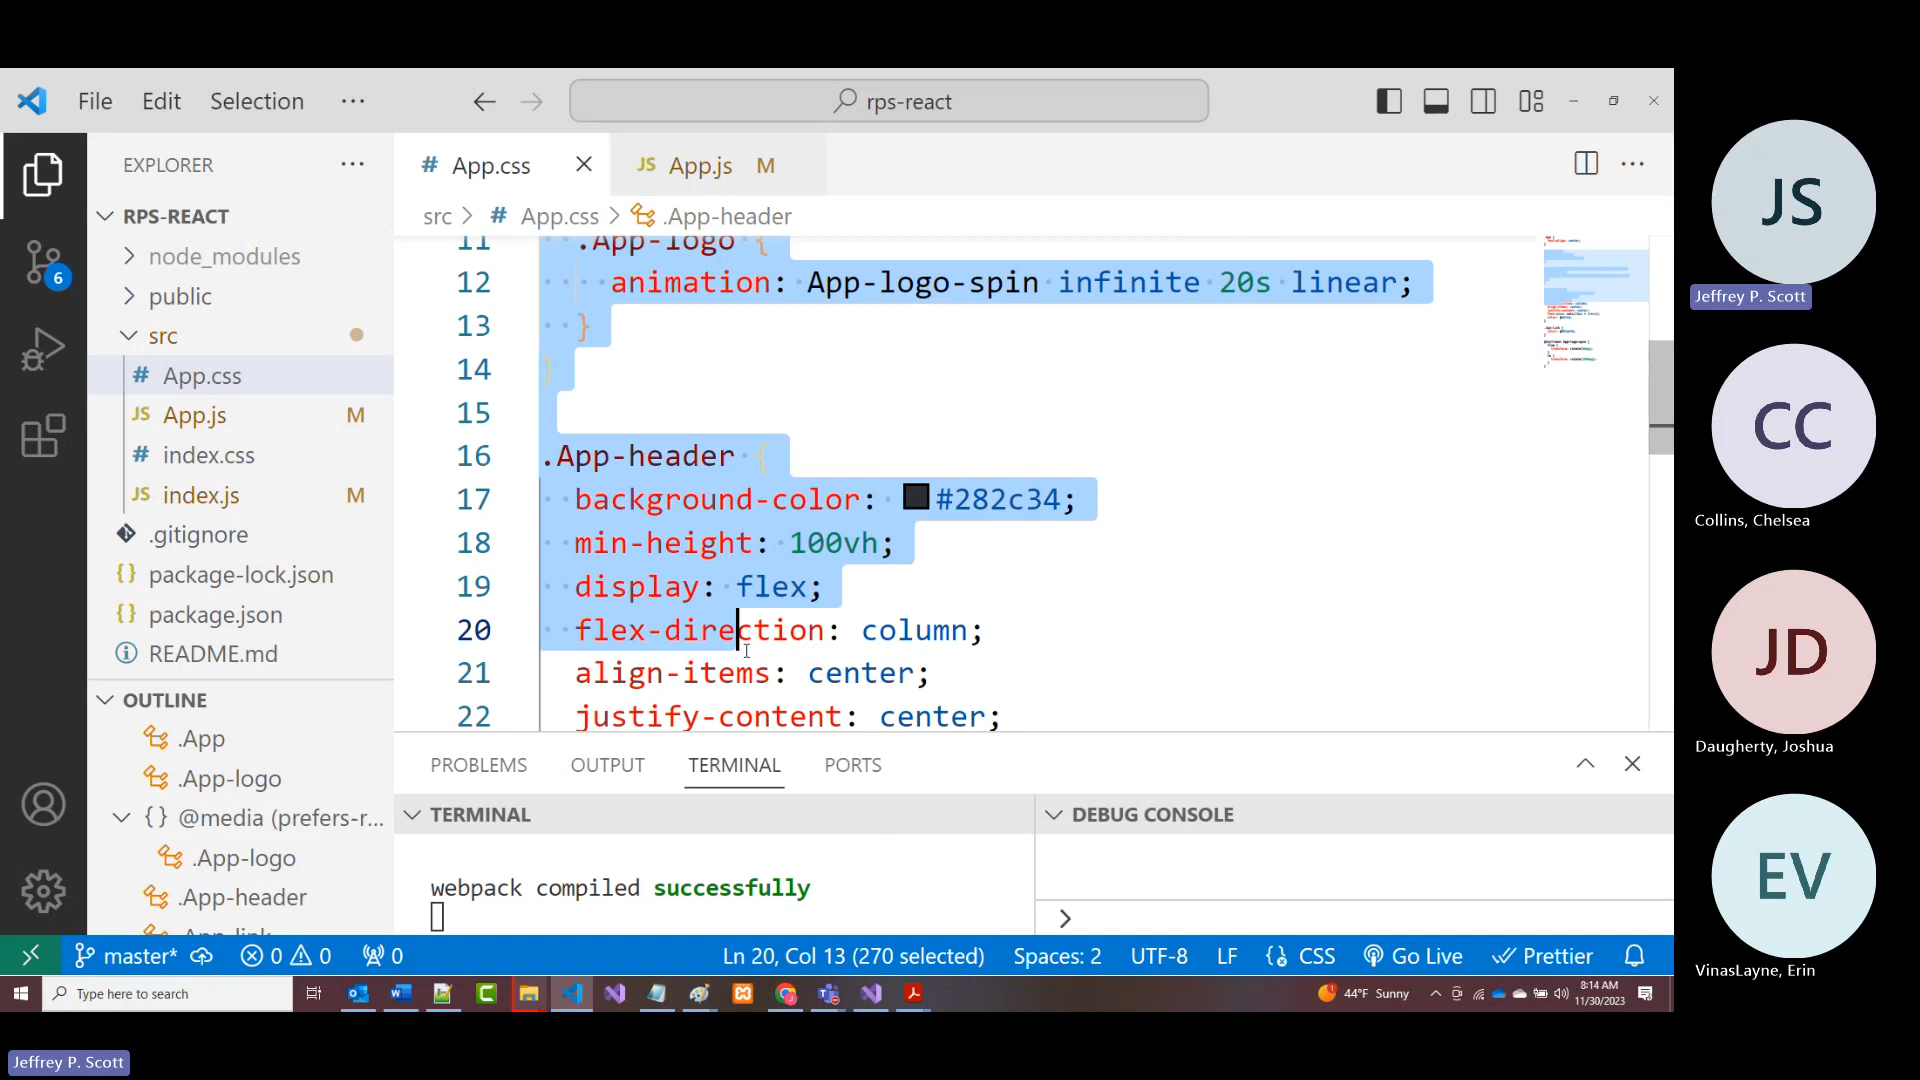 File Edit Selection ···
rps-react
EXPLORER ···
# App.css
JS App.js M
src > # App.css > .App-header
RPS-REACT
node_modules
public
src
# App.css
JS App.js M
# index.css
JS index.js M
.gitignore
{} package-lock.json
{} package.json
README.md
OUTLINE
.App
.App-logo
{} @media (prefers-r...
.App-logo
.App-header
11 .App-logo {
12 animation: App-logo-spin infinite 20s linear;
13 }
14 }
15
16 .App-header {
17 background-color: #282c34;
18 min-height: 100vh;
19 display: flex;
20 flex-direction: column;
21 align-items: center;
22 justify-content: center;
PROBLEMS OUTPUT TERMINAL PORTS
TERMINAL
DEBUG CONSOLE
webpack compiled successfully
>
6
master* 0 0 0
Ln 20, Col 13 (270 selected) Spaces: 2 UTF-8 LF CSS Go Live Prettier
Type here to search
44°F Sunny
8:14 AM
11/30/2023
JS
Jeffrey P. Scott
CC
Collins, Chelsea
JD
Daugherty, Joshua
EV
VinasLayne, Erin
Jeffrey P. Scott